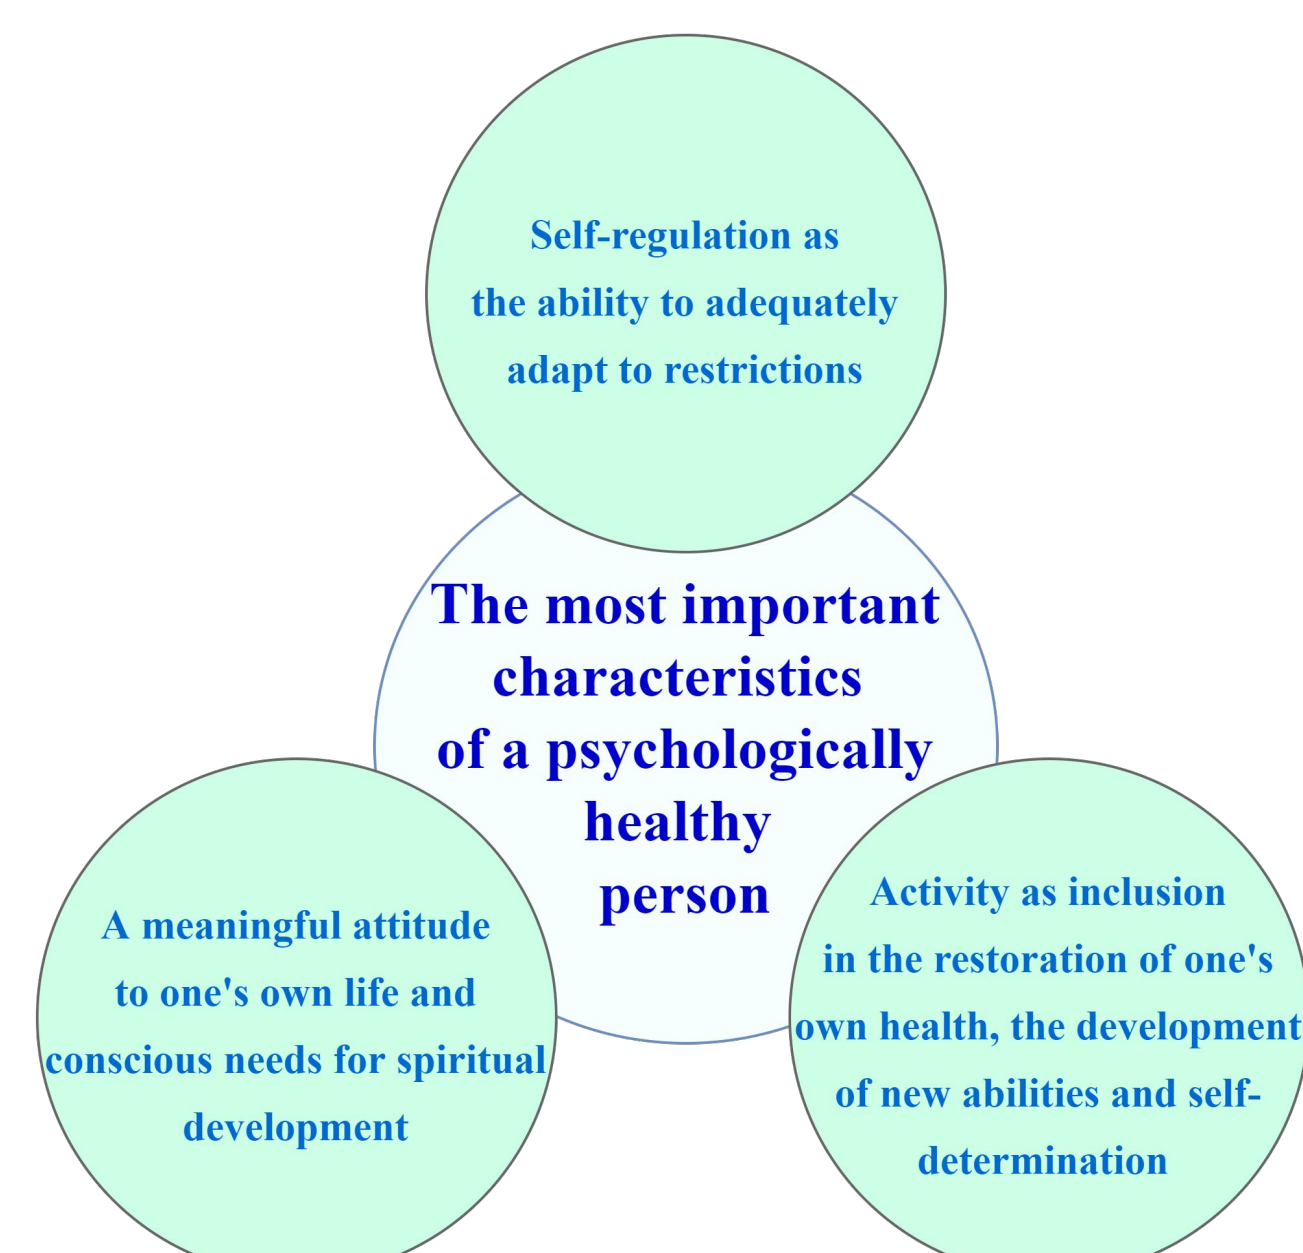 Self-regulation as
the ability to adequately
adapt to restrictions
The most important
characteristics
of a psychologically
healthy
person
A meaningful attitude
to one's own life and
conscious needs for spiritual
development
Activity as inclusion
in the restoration of one's
own health, the development
of new abilities and self-
determination